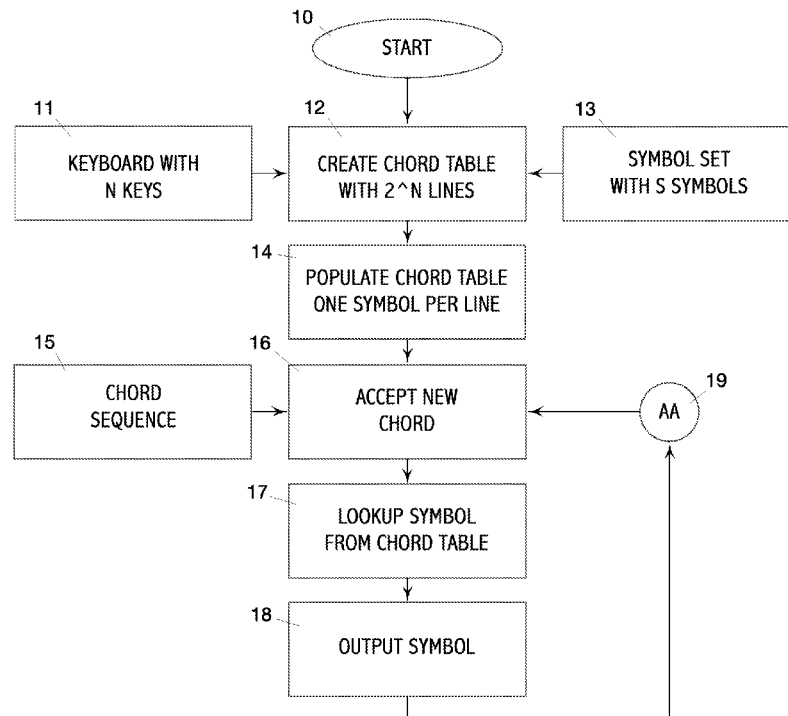 10
START
11
KEYBOARD WITH
N KEYS
12
CREATE CHORD TABLE
WITH 2^N LINES
13
SYMBOL SET
WITH S SYMBOLS
14
POPULATE CHORD TABLE
ONE SYMBOL PER LINE
15
CHORD
SEQUENCE
16
ACCEPT NEW
CHORD
19
AA
17
LOOKUP SYMBOL
FROM CHORD TABLE
18
OUTPUT SYMBOL